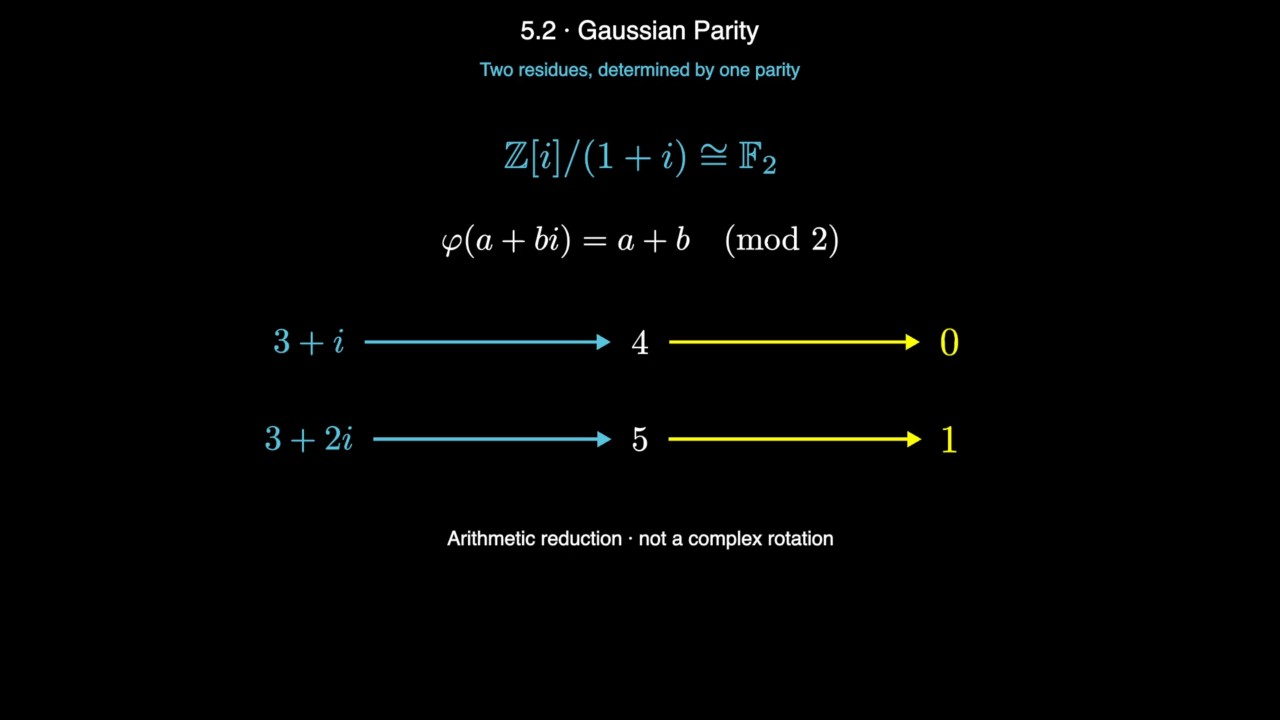 5.2 · Gaussian Parity
Two residues, determined by one parity
ℤ[i]/(1 + i) ≅ 𝔽₂
φ(a + bi) = a + b (mod 2)
3 + i 4 0
3 + 2i 5 1
Arithmetic reduction · not a complex rotation